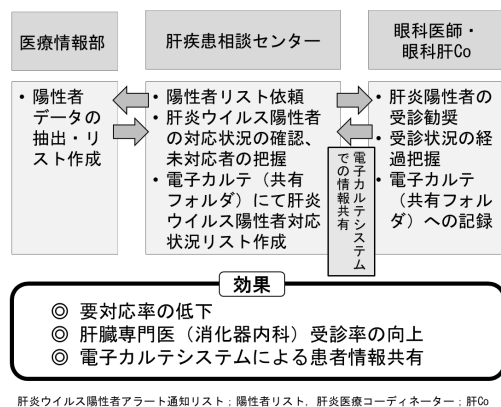 医療情報部
肝疾患相談センター
眼科医師・
眼科肝Co
• 陽性者
データの
抽出・リ
スト作成
• 陽性者リスト依頼
• 肝炎ウイルス陽性者
の対応状況の確認、
未対応者の把握
• 電子カルテ（共有
フォルダ）にて肝炎
ウイルス陽性者対応
状況リスト作成
• 肝炎陽性者の
受診勧奨
• 受診状況の経
過把握
• 電子カルテ
（共有フォル
ダ）への記録
電子カルテシステム
での情報共有
効果
◎ 要対応率の低下
◎ 肝臓専門医（消化器内科）受診率の向上
◎ 電子カルテシステムによる患者情報共有
肝炎ウイルス陽性者アラート通知リスト；陽性者リスト，肝炎医療コーディネーター；肝Co